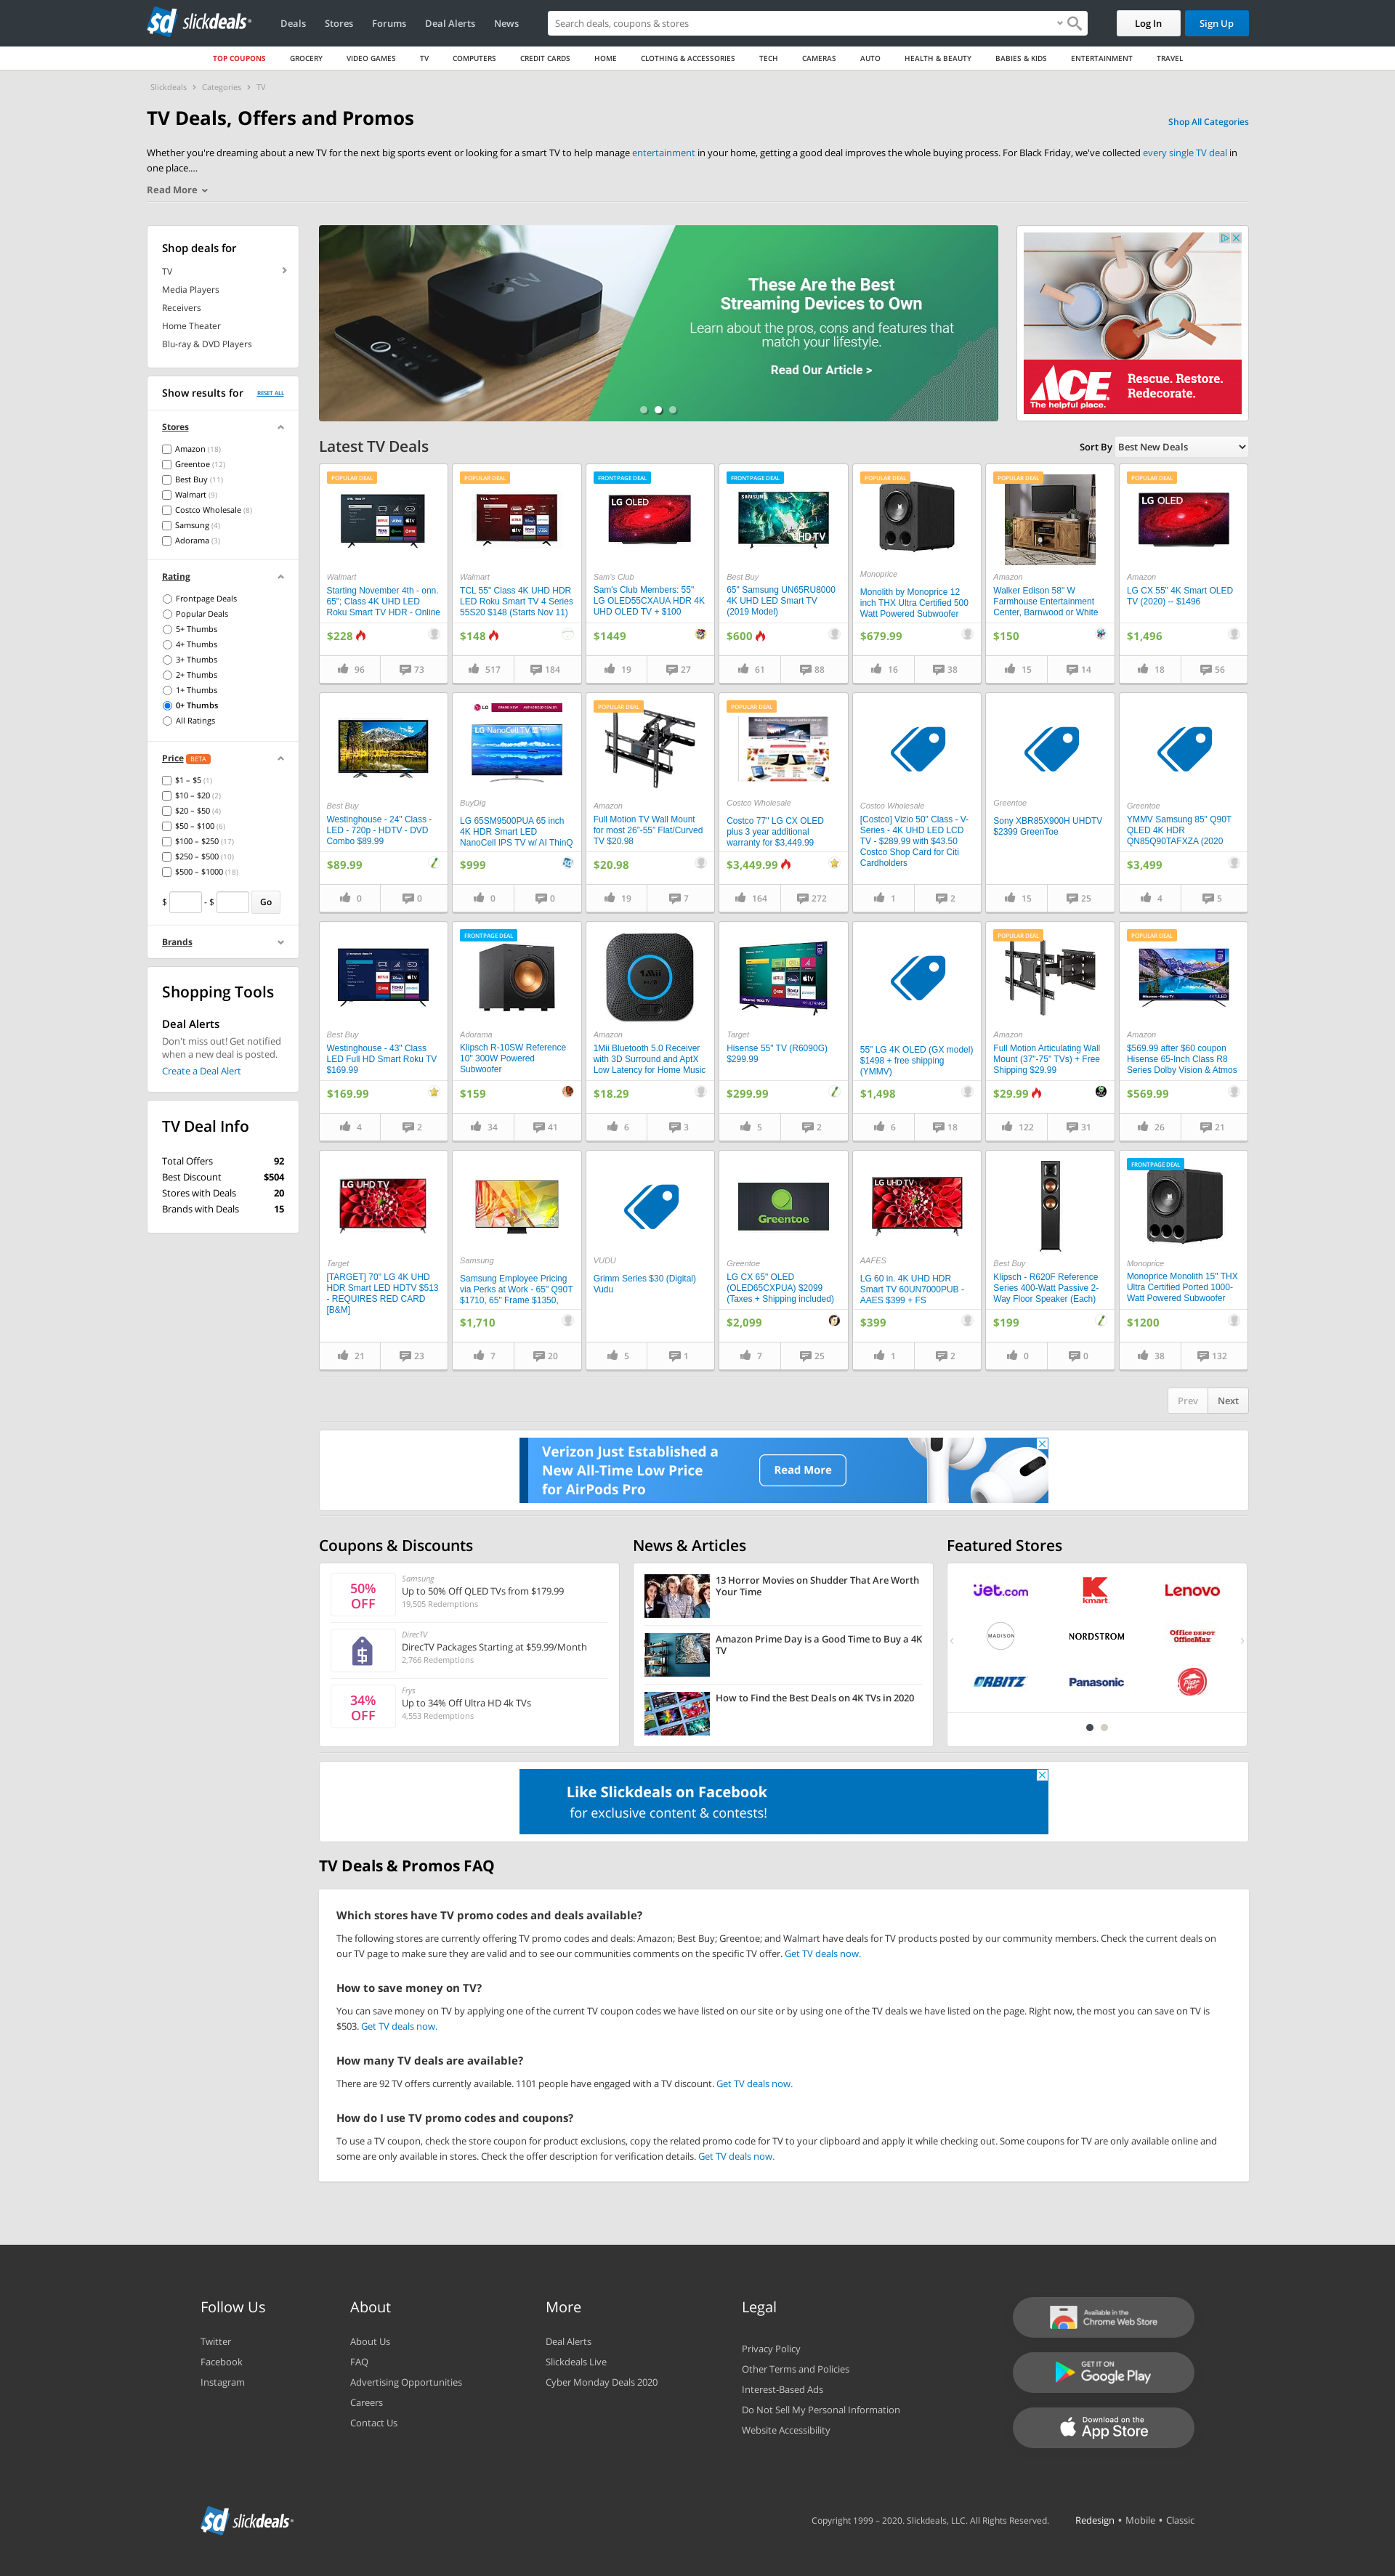 sd slickdeals
Deals Stores Forums Deal Alerts News
Search deals, coupons & stores
Log In Sign Up
TOP COUPONS GROCERY VIDEO GAMES TV COMPUTERS CREDIT CARDS HOME CLOTHING & ACCESSORIES TECH CAMERAS AUTO HEALTH & BEAUTY BABIES & KIDS ENTERTAINMENT TRAVEL
Slickdeals › Categories › TV
TV Deals, Offers and Promos
Shop All Categories
Whether you're dreaming about a new TV for the next big sports event or looking for a smart TV to help manage entertainment in your home, getting a good deal improves the whole buying process. For Black Friday, we've collected every single TV deal in
one place....
Read More
Shop deals for
TV
Media Players
Receivers
Home Theater
Blu-ray & DVD Players
Show results for RESET ALL
Stores
Amazon (18)
Greentoe (12)
Best Buy (11)
Walmart (9)
Costco Wholesale (8)
Samsung (4)
Adorama (3)
Rating
Frontpage Deals
Popular Deals
5+ Thumbs
4+ Thumbs
3+ Thumbs
2+ Thumbs
1+ Thumbs
0+ Thumbs
All Ratings
Price BETA
$1 – $5 (1)
$10 – $20 (2)
$20 – $50 (4)
$50 – $100 (6)
$100 – $250 (17)
$250 – $500 (10)
$500 – $1000 (18)
$ - $ Go
Brands
Shopping Tools
Deal Alerts
Don't miss out! Get notified
when a new deal is posted.
Create a Deal Alert
TV Deal Info
Total Offers 92
Best Discount $504
Stores with Deals 20
Brands with Deals 15
These Are the Best
Streaming Devices to Own
Learn about the pros, cons and features that
match your lifestyle.
Read Our Article >
ACE
The helpful place.
Rescue. Restore.
Redecorate.
Latest TV Deals
Sort By Best New Deals
POPULAR DEAL
Walmart
Starting November 4th - onn.
65"; Class 4K UHD LED
Roku Smart TV HDR - Online
$228
96 73
POPULAR DEAL
Walmart
TCL 55" Class 4K UHD HDR
LED Roku Smart TV 4 Series
55S20 $148 (Starts Nov 11)
$148
517 184
FRONTPAGE DEAL
LG OLED
Sam's Club
Sam's Club Members: 55"
LG OLED55CXAUA HDR 4K
UHD OLED TV + $100
$1449
19 27
FRONTPAGE DEAL
SAMSUNG
UHD TV
Best Buy
65" Samsung UN65RU8000
4K UHD LED Smart TV
(2019 Model)
$600
61 88
POPULAR DEAL
Monoprice
Monolith by Monoprice 12
inch THX Ultra Certified 500
Watt Powered Subwoofer
$679.99
16 38
POPULAR DEAL
Amazon
Walker Edison 58" W
Farmhouse Entertainment
Center, Barnwood or White
$150
15 14
POPULAR DEAL
LG OLED
Amazon
LG CX 55" 4K Smart OLED
TV (2020) -- $1496
$1,496
18 56
Best Buy
Westinghouse - 24" Class -
LED - 720p - HDTV - DVD
Combo $89.99
$89.99
0 0
LG
LG NanoCell TV
BuyDig
LG 65SM9500PUA 65 inch
4K HDR Smart LED
NanoCell IPS TV w/ AI ThinQ
$999
0 0
POPULAR DEAL
Amazon
Full Motion TV Wall Mount
for most 26"-55" Flat/Curved
TV $20.98
$20.98
19 7
POPULAR DEAL
Costco Wholesale
Costco 77" LG CX OLED
plus 3 year additional
warranty for $3,449.99
$3,449.99
164 272
Costco Wholesale
[Costco] Vizio 50" Class - V-
Series - 4K UHD LED LCD
TV - $289.99 with $43.50
Costco Shop Card for Citi
Cardholders
1 2
Greentoe
Sony XBR85X900H UHDTV
$2399 GreenToe
15 25
Greentoe
YMMV Samsung 85" Q90T
QLED 4K HDR
QN85Q90TAFXZA (2020
$3,499
4 5
Best Buy
Westinghouse - 43" Class
LED Full HD Smart Roku TV
$169.99
$169.99
4 2
FRONTPAGE DEAL
Adorama
Klipsch R-10SW Reference
10" 300W Powered
Subwoofer
$159
34 41
1Mii
Amazon
1Mii Bluetooth 5.0 Receiver
with 3D Surround and AptX
Low Latency for Home Music
$18.29
6 3
Target
Hisense 55" TV (R6090G)
$299.99
$299.99
5 2
55" LG 4K OLED (GX model)
$1498 + free shipping
(YMMV)
$1,498
6 18
POPULAR DEAL
Amazon
Full Motion Articulating Wall
Mount (37"-75" TVs) + Free
Shipping $29.99
$29.99
122 31
POPULAR DEAL
Amazon
$569.99 after $60 coupon
Hisense 65-Inch Class R8
Series Dolby Vision & Atmos
$569.99
26 21
LG UHD TV
Target
[TARGET] 70" LG 4K UHD
HDR Smart LED HDTV $513
- REQUIRES RED CARD
[B&M]
21 23
Samsung
Samsung Employee Pricing
via Perks at Work - 65" Q90T
$1710, 65" Frame $1350,
$1,710
7 20
VUDU
Grimm Series $30 (Digital)
Vudu
5 1
Greentoe
Greentoe
LG CX 65" OLED
(OLED65CXPUA) $2099
(Taxes + Shipping included)
$2,099
7 25
LG UHD TV
AAFES
LG 60 in. 4K UHD HDR
Smart TV 60UN7000PUB -
AAES $399 + FS
$399
1 2
Best Buy
Klipsch - R620F Reference
Series 400-Watt Passive 2-
Way Floor Speaker (Each)
$199
0 0
FRONTPAGE DEAL
Monoprice
Monoprice Monolith 15" THX
Ultra Certified Ported 1000-
Watt Powered Subwoofer
$1200
38 132
Prev Next
Verizon Just Established a
New All-Time Low Price
for AirPods Pro
Read More
Coupons & Discounts
50%
OFF
Samsung
Up to 50% Off QLED TVs from $179.99
19,505 Redemptions
DirecTV
DirecTV Packages Starting at $59.99/Month
2,766 Redemptions
34%
OFF
Frys
Up to 34% Off Ultra HD 4k TVs
4,553 Redemptions
News & Articles
13 Horror Movies on Shudder That Are Worth
Your Time
Amazon Prime Day is a Good Time to Buy a 4K
TV
How to Find the Best Deals on 4K TVs in 2020
Featured Stores
jet.com K kmart Lenovo
MADISON NORDSTROM Office DEPOT OfficeMax
ORBITZ Panasonic Pizza Hut
Like Slickdeals on Facebook
for exclusive content & contests!
TV Deals & Promos FAQ
Which stores have TV promo codes and deals available?
The following stores are currently offering TV promo codes and deals: Amazon; Best Buy; Greentoe; and Walmart have deals for TV products posted by our community members. Check the current deals on
our TV page to make sure they are valid and to see our communities comments on the specific TV offer. Get TV deals now.
How to save money on TV?
You can save money on TV by applying one of the current TV coupon codes we have listed on our site or by using one of the TV deals we have listed on the page. Right now, the most you can save on TV is
$503. Get TV deals now.
How many TV deals are available?
There are 92 TV offers currently available. 1101 people have engaged with a TV discount. Get TV deals now.
How do I use TV promo codes and coupons?
To use a TV coupon, check the store coupon for product exclusions, copy the related promo code for TV to your clipboard and apply it while checking out. Some coupons for TV are only available online and
some are only available in stores. Check the offer description for verification details. Get TV deals now.
Follow Us
Twitter
Facebook
Instagram
About
About Us
FAQ
Advertising Opportunities
Careers
Contact Us
More
Deal Alerts
Slickdeals Live
Cyber Monday Deals 2020
Legal
Privacy Policy
Other Terms and Policies
Interest-Based Ads
Do Not Sell My Personal Information
Website Accessibility
Available in the
Chrome Web Store
GET IT ON
Google Play
Download on the
App Store
sd slickdeals
Copyright 1999 – 2020. Slickdeals, LLC. All Rights Reserved. Redesign • Mobile • Classic